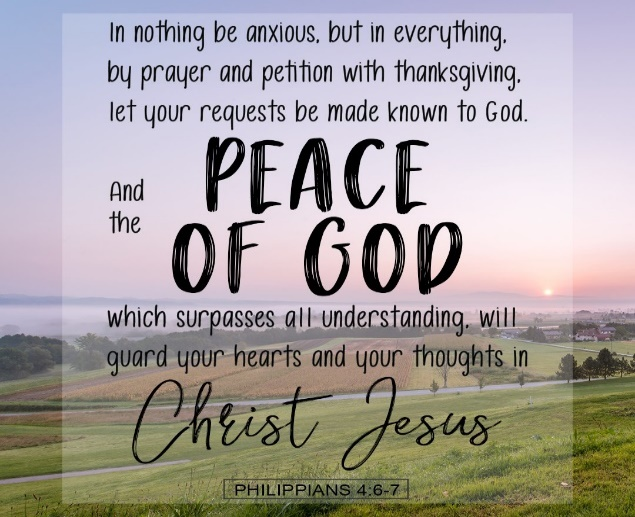 In nothing be anxious, but in everything,
by prayer and petition with thanksgiving,
let your requests be made known to God.
And the
PEACE
OF GOD
which surpasses all understanding, will
guard your hearts and your thoughts in
Christ Jesus
PHILIPPIANS 4:6-7